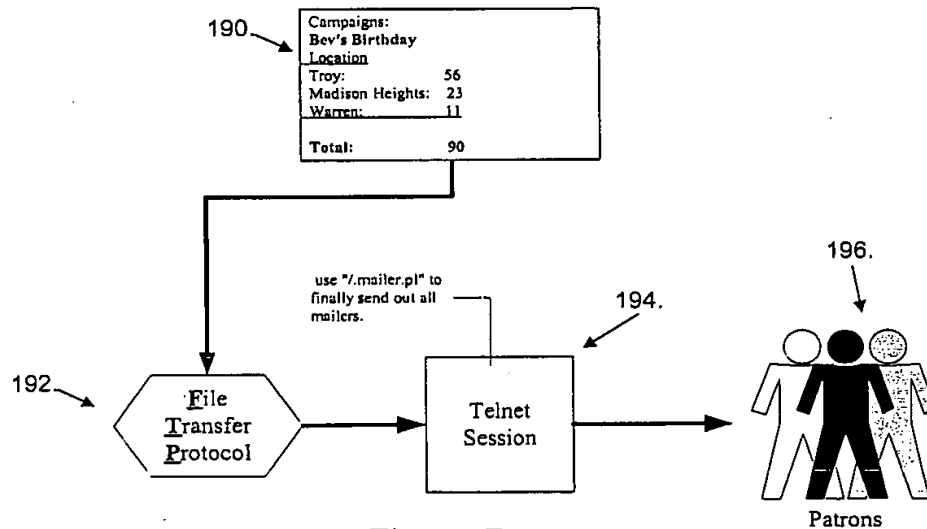 190.
Campaigns:
Bev's Birthday
Location
Troy: 56
Madison Heights: 23
Warren: 11
Total: 90
use "/.mailer.pl" to
finally send out all
mailers.
194.
196.
192.
File
Transfer
Protocol
Telnet
Session
Patrons